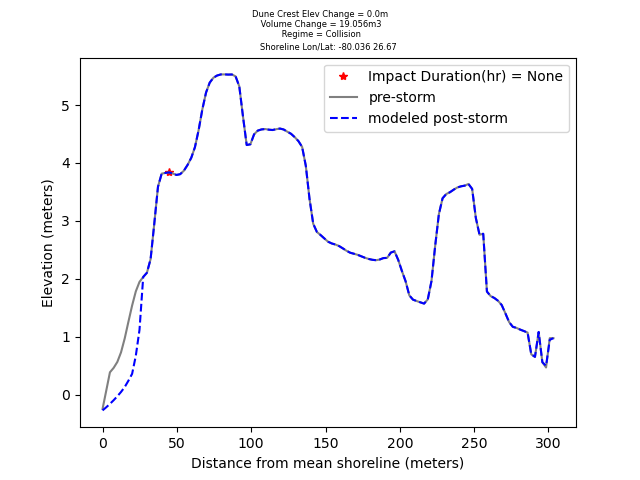 Dune Crest Elev Change = 0.0m
Volume Change = 19.056m3
Regime = Collision
Shoreline Lon/Lat: -80.036 26.67
Impact Duration(hr) = None
pre-storm
modeled post-storm
Elevation (meters)
5
4
3
2
1
0
0 50 100 150 200 250 300
Distance from mean shoreline (meters)